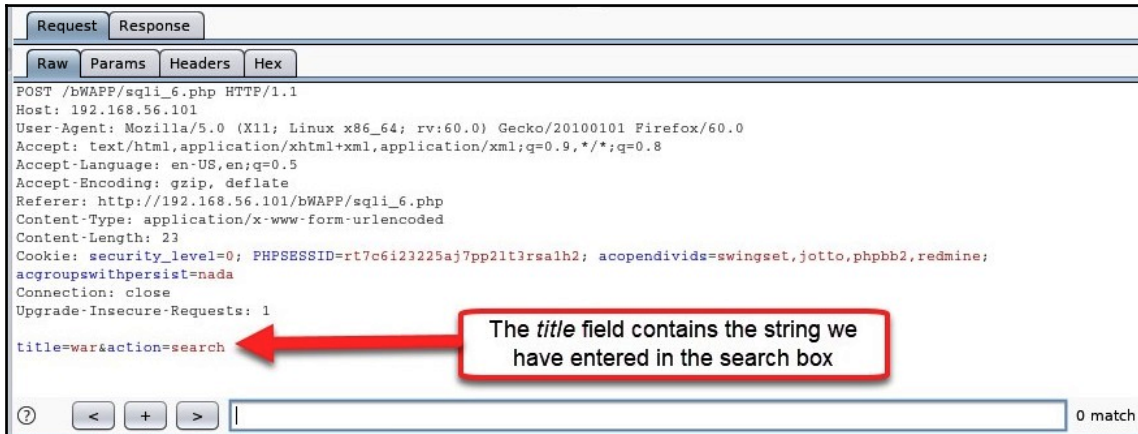 Request Response
Raw Params Headers Hex
POST /bWAPP/sqli_6.php HTTP/1.1
Host: 192.168.56.101
User-Agent: Mozilla/5.0 (X11; Linux x86_64; rv:60.0) Gecko/20100101 Firefox/60.0
Accept: text/html,application/xhtml+xml,application/xml;q=0.9,*/*;q=0.8
Accept-Language: en-US,en;q=0.5
Accept-Encoding: gzip, deflate
Referer: http://192.168.56.101/bWAPP/sqli_6.php
Content-Type: application/x-www-form-urlencoded
Content-Length: 23
Cookie: security_level=0; PHPSESSID=rt7c6i23225aj7pp2lt3rsalh2; acopendivids=swingset,jotto,phpbb2,redmine;
acgroupswithpersist=nada
Connection: close
Upgrade-Insecure-Requests: 1
title=war&action=search
The title field contains the string we
have entered in the search box
? < + > 0 match